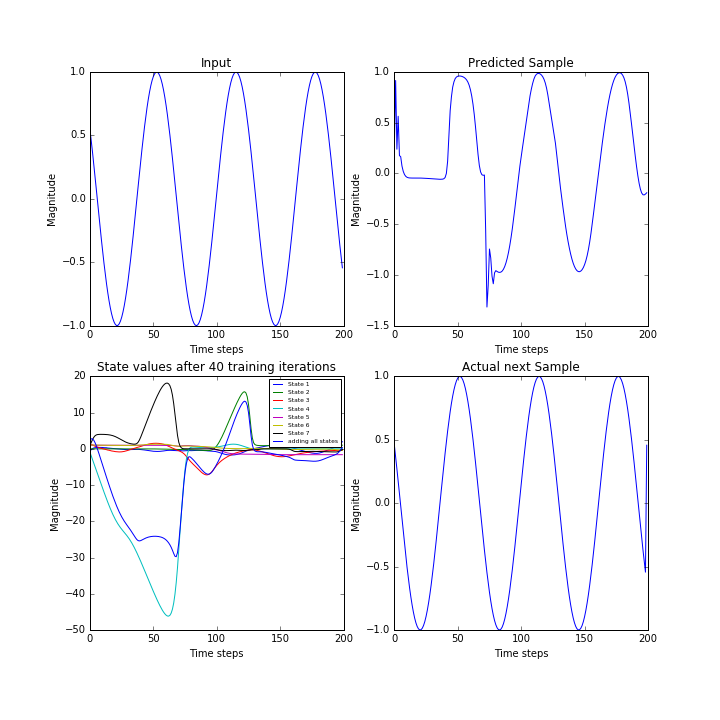 Input
1.0
0.5
0.0
−0.5
−1.0
Magnitude
0 50 100 150 200
Time steps
Predicted Sample
1.0
0.5
0.0
−0.5
−1.0
−1.5
Magnitude
0 50 100 150 200
Time steps
State values after 40 training iterations
20
10
0
−10
−20
−30
−40
−50
Magnitude
State 1
State 2
State 3
State 4
State 5
State 6
State 7
adding all states
0 50 100 150 200
Time steps
Actual next Sample
1.0
0.5
0.0
−0.5
−1.0
Magnitude
0 50 100 150 200
Time steps